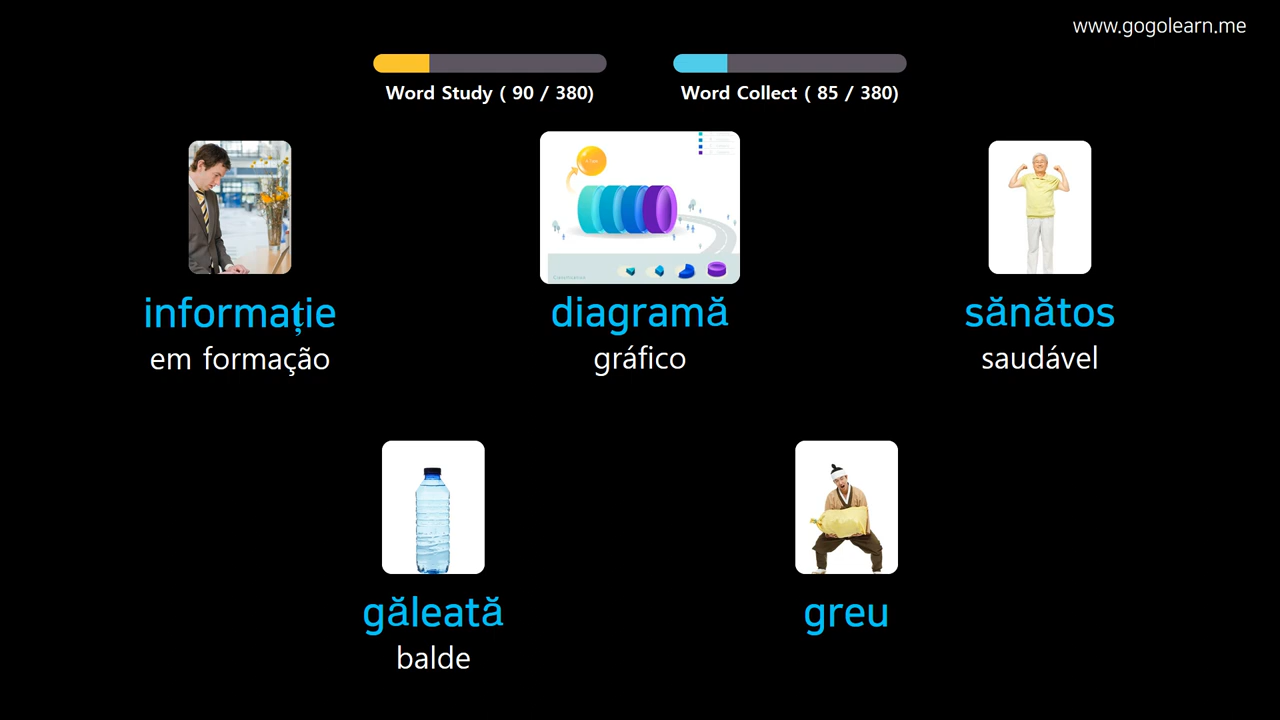 www.gogolearn.me
Word Study ( 90 / 380)
Word Collect ( 85 / 380)
informație
em formação
diagramă
gráfico
sănătos
saudável
găleată
balde
greu